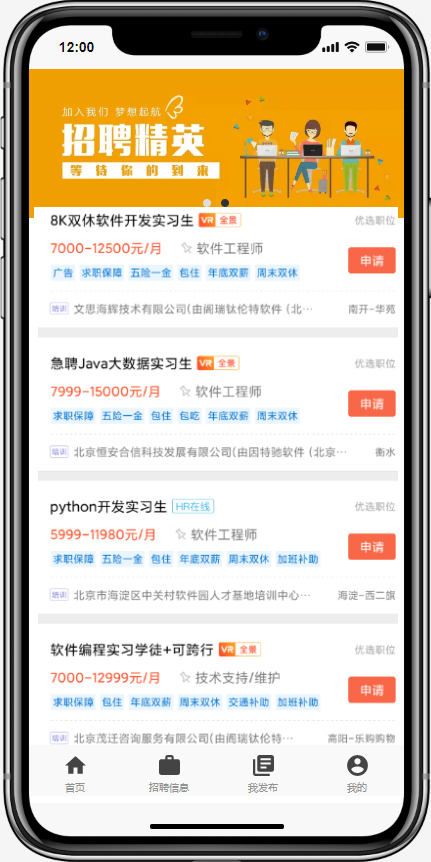 12:00
加入我们 梦想起航
招聘精英
等待你的到来
8K双休软件开发实习生 VR 全景 优选职位
7000-12500元/月 软件工程师 申请
广告 求职保障 五险一金 包住 年底双薪 周末双休
培训 文思海辉技术有限公司(由阁瑞钛伦特软件 (北… 南开-华苑
急聘Java大数据实习生 VR 全景 优选职位
7999-15000元/月 软件工程师 申请
求职保障 五险一金 包住 包吃 年底双薪 周末双休
培训 北京恒安合信科技发展有限公司(由因特驰软件 (北京… 衡水
python开发实习生 HR在线 优选职位
5999-11980元/月 软件工程师 申请
求职保障 五险一金 包住 年底双薪 周末双休 加班补助
培训 北京市海淀区中关村软件园人才基地培训中心… 海淀-西二旗
软件编程实习学徒+可跨行 VR 全景 优选职位
7000-12999元/月 技术支持/维护 申请
求职保障 包住 年底双薪 周末双休 交通补助 加班补助
培训 北京茂迁咨询服务有限公司(由阁瑞钛伦特… 高阳-乐购购物
首页 招聘信息 我发布 我的